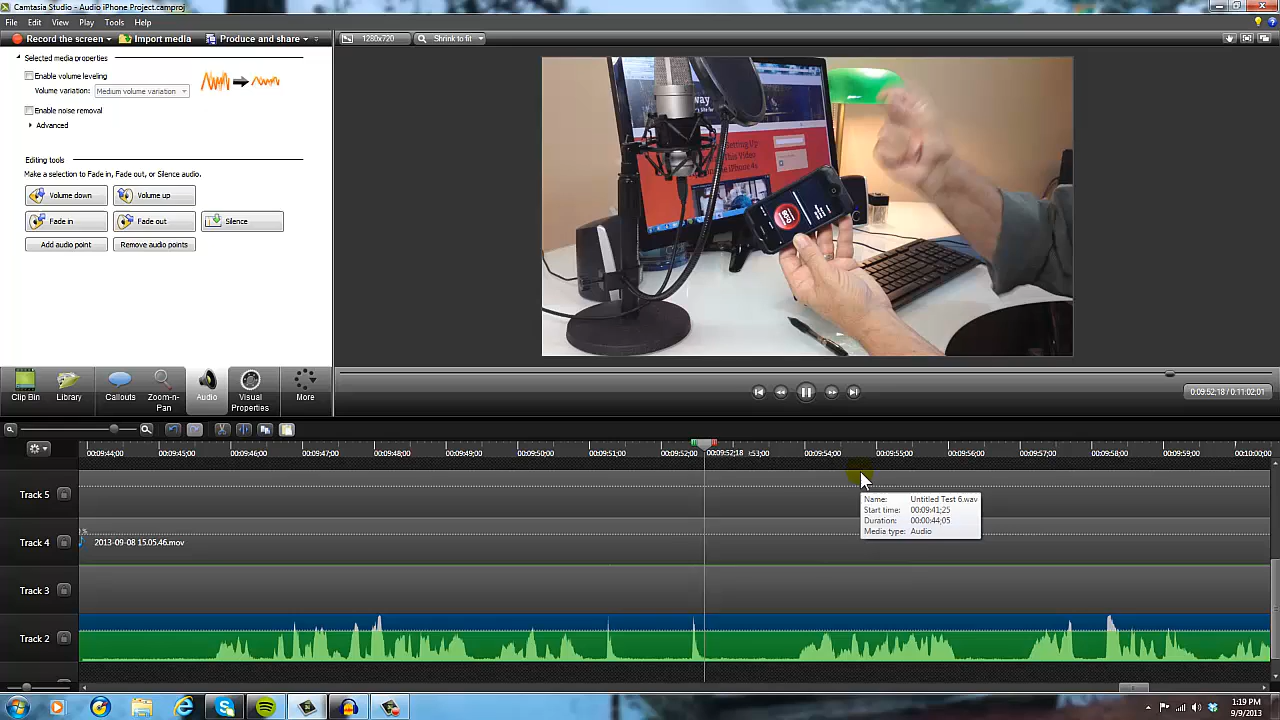 Camtasia Studio - Audio iPhone Project.camproj
File Edit View Play Tools Help
Record the screen Import media Produce and share
1280x720 Shrink to fit
Selected media properties
Enable volume leveling
Volume variation: Medium volume variation
Enable noise removal
Advanced
Editing tools
Make a selection to Fade in, Fade out, or Silence audio.
Volume down Volume up
Fade in Fade out Silence
Add audio point Remove audio points
way
Setting Up
This Video
iPhone 4s
Clip Bin Library Callouts Zoom-n-Pan Audio Visual Properties More
0:09:52;18 / 0:11:02;01
00:09:44;00 00:09:45;00 00:09:46;00 00:09:47;00 00:09:48;00 00:09:49;00 00:09:50;00 00:09:51;00 00:09:52;00 00:09:52;18 :53;00 00:09:54;00 00:09:55;00 00:09:56;00 00:09:57;00 00:09:58;00 00:09:59;00 00:10:00;00
Track 5
Name: Untitled Test 6.wav
Start time: 00:09:41;25
Duration: 00:00:44;05
Media type: Audio
Track 4 2013-09-08 15.05.46.mov
Track 3
Track 2
1:19 PM
9/9/2013